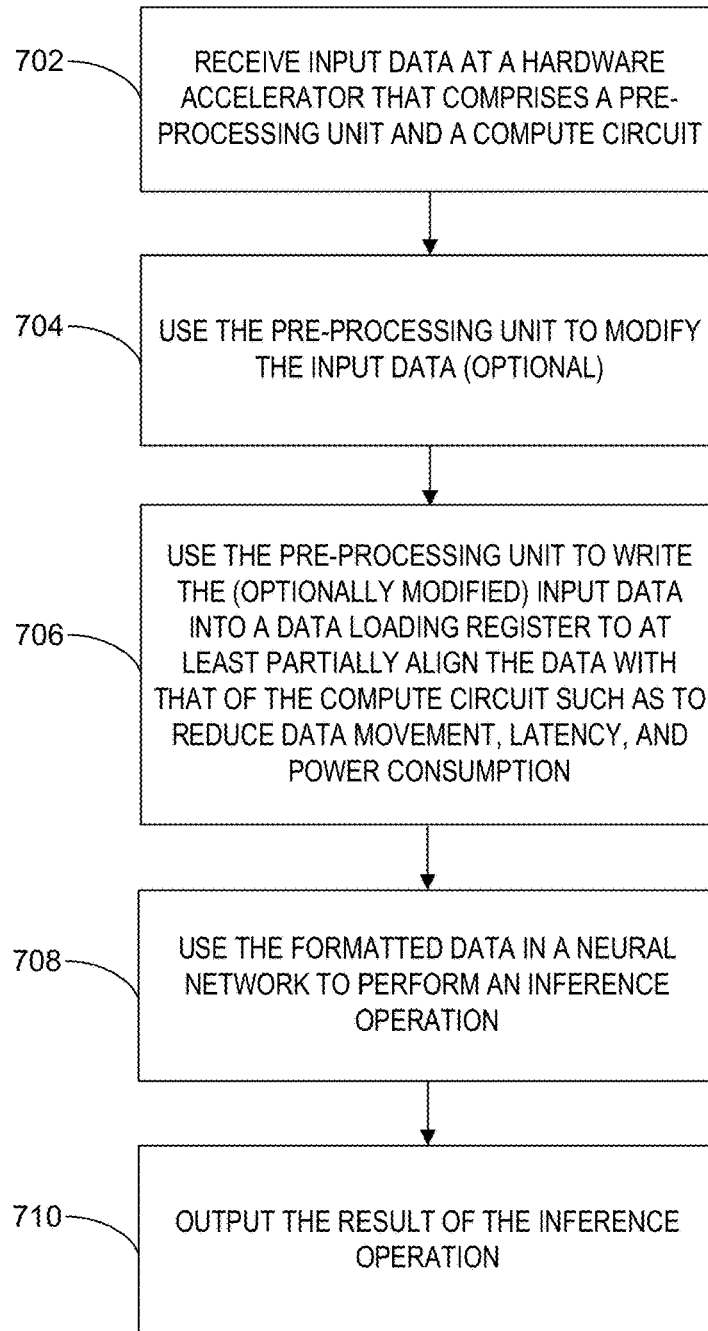 702
RECEIVE INPUT DATA AT A HARDWARE
ACCELERATOR THAT COMPRISES A PRE-
PROCESSING UNIT AND A COMPUTE CIRCUIT
704
USE THE PRE-PROCESSING UNIT TO MODIFY
THE INPUT DATA (OPTIONAL)
706
USE THE PRE-PROCESSING UNIT TO WRITE
THE (OPTIONALLY MODIFIED) INPUT DATA
INTO A DATA LOADING REGISTER TO AT
LEAST PARTIALLY ALIGN THE DATA WITH
THAT OF THE COMPUTE CIRCUIT SUCH AS TO
REDUCE DATA MOVEMENT, LATENCY, AND
POWER CONSUMPTION
708
USE THE FORMATTED DATA IN A NEURAL
NETWORK TO PERFORM AN INFERENCE
OPERATION
710
OUTPUT THE RESULT OF THE INFERENCE
OPERATION